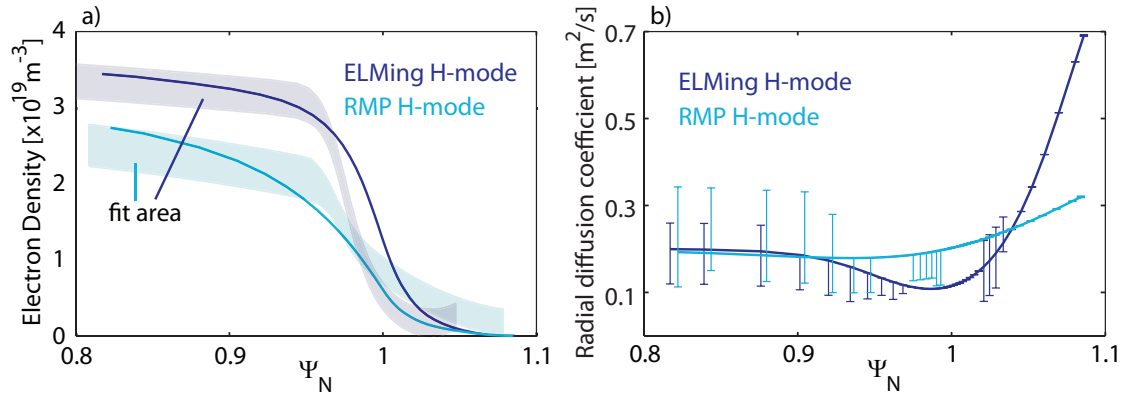 a)
Electron Density [x10^19 m^-3]
4
3
2
1
0
ELMing H-mode
RMP H-mode
fit area
0.8
0.9
1
1.1
Ψ_N
b)
Radial diffusion coefficient [m^2/s]
0.7
0.5
0.3
0.1
ELMing H-mode
RMP H-mode
0.8
0.9
1
1.1
Ψ_N